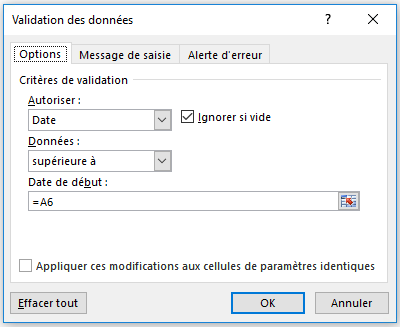 Validation des données
?
Options
Message de saisie
Alerte d'erreur
Critères de validation
Autoriser :
Date
Ignorer si vide
Données :
supérieure à
Date de début :
=A6
Appliquer ces modifications aux cellules de paramètres identiques
Effacer tout
OK
Annuler